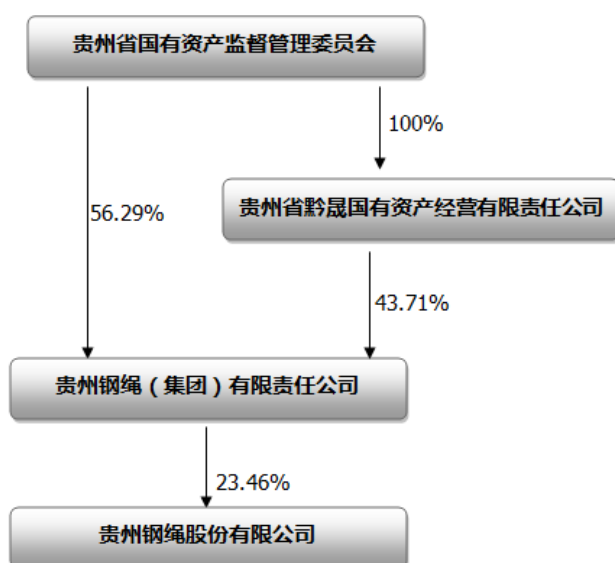 贵州省国有资产监督管理委员会
100%
56.29%
贵州省黔晟国有资产经营有限责任公司
43.71%
贵州钢绳（集团）有限责任公司
23.46%
贵州钢绳股份有限公司